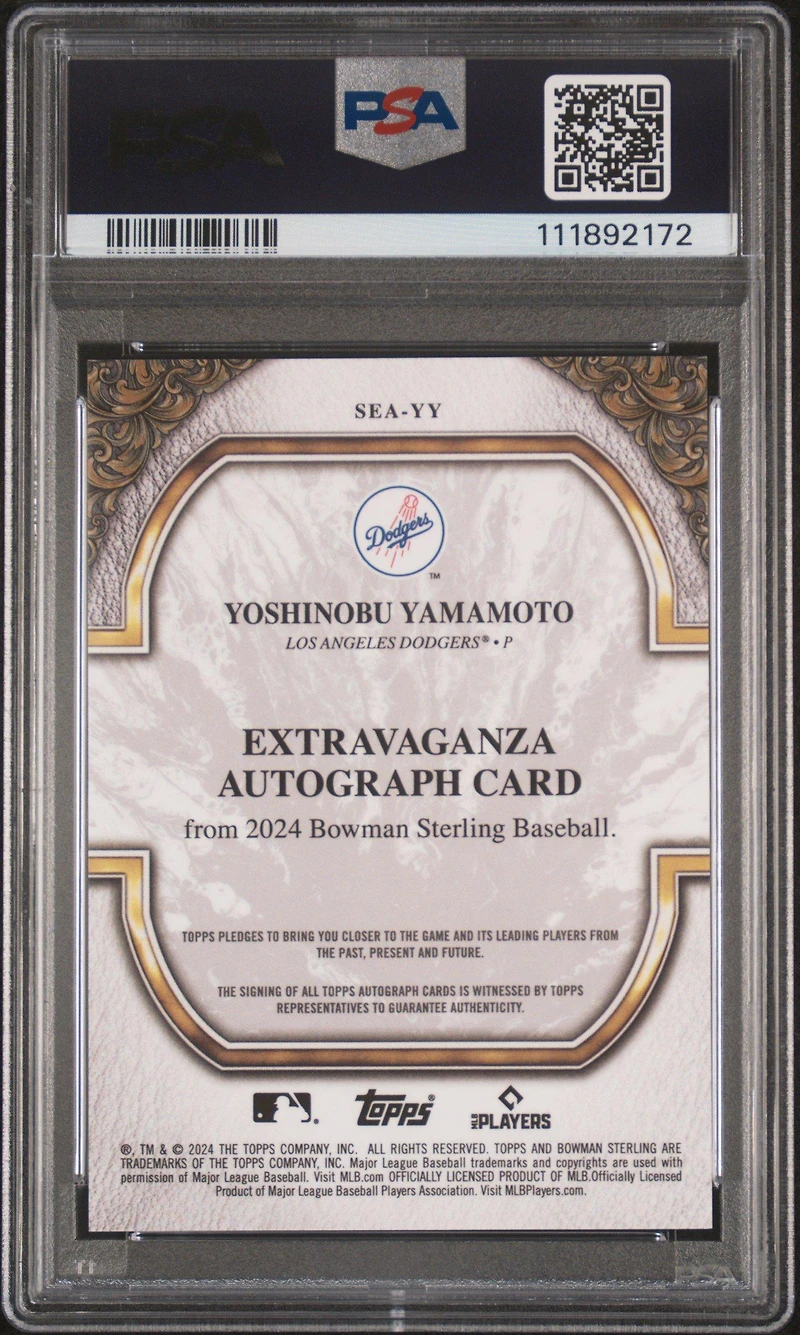 PSA
PSA
111892172
SEA-YY
Dodgers
TM
YOSHINOBU YAMAMOTO
LOS ANGELES DODGERS® • P
EXTRAVAGANZA
AUTOGRAPH CARD
from 2024 Bowman Sterling Baseball.
TOPPS PLEDGES TO BRING YOU CLOSER TO THE GAME AND ITS LEADING PLAYERS FROM
THE PAST, PRESENT AND FUTURE.
THE SIGNING OF ALL TOPPS AUTOGRAPH CARDS IS WITNESSED BY TOPPS
REPRESENTATIVES TO GUARANTEE AUTHENTICITY.
® topps® MLB PLAYERS
®, TM & © 2024 THE TOPPS COMPANY, INC. ALL RIGHTS RESERVED. TOPPS AND BOWMAN STERLING ARE
TRADEMARKS OF THE TOPPS COMPANY, INC. Major League Baseball trademarks and copyrights are used with
permission of Major League Baseball. Visit MLB.com OFFICIALLY LICENSED PRODUCT OF MLB.Officially Licensed
Product of Major League Baseball Players Association. Visit MLBPlayers.com.
PSA